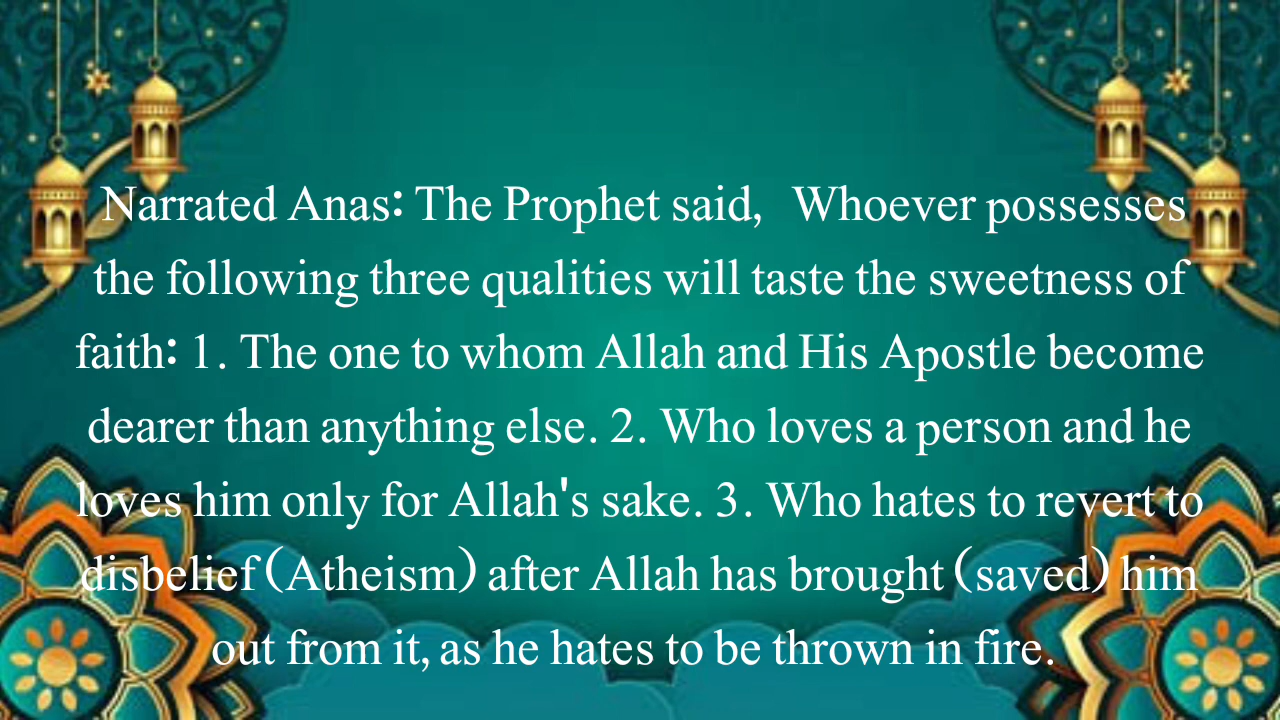 Narrated Anas: The Prophet said, Whoever possesses
the following three qualities will taste the sweetness of
faith: 1. The one to whom Allah and His Apostle become
dearer than anything else. 2. Who loves a person and he
loves him only for Allah's sake. 3. Who hates to revert to
disbelief (Atheism) after Allah has brought (saved) him
out from it, as he hates to be thrown in fire.